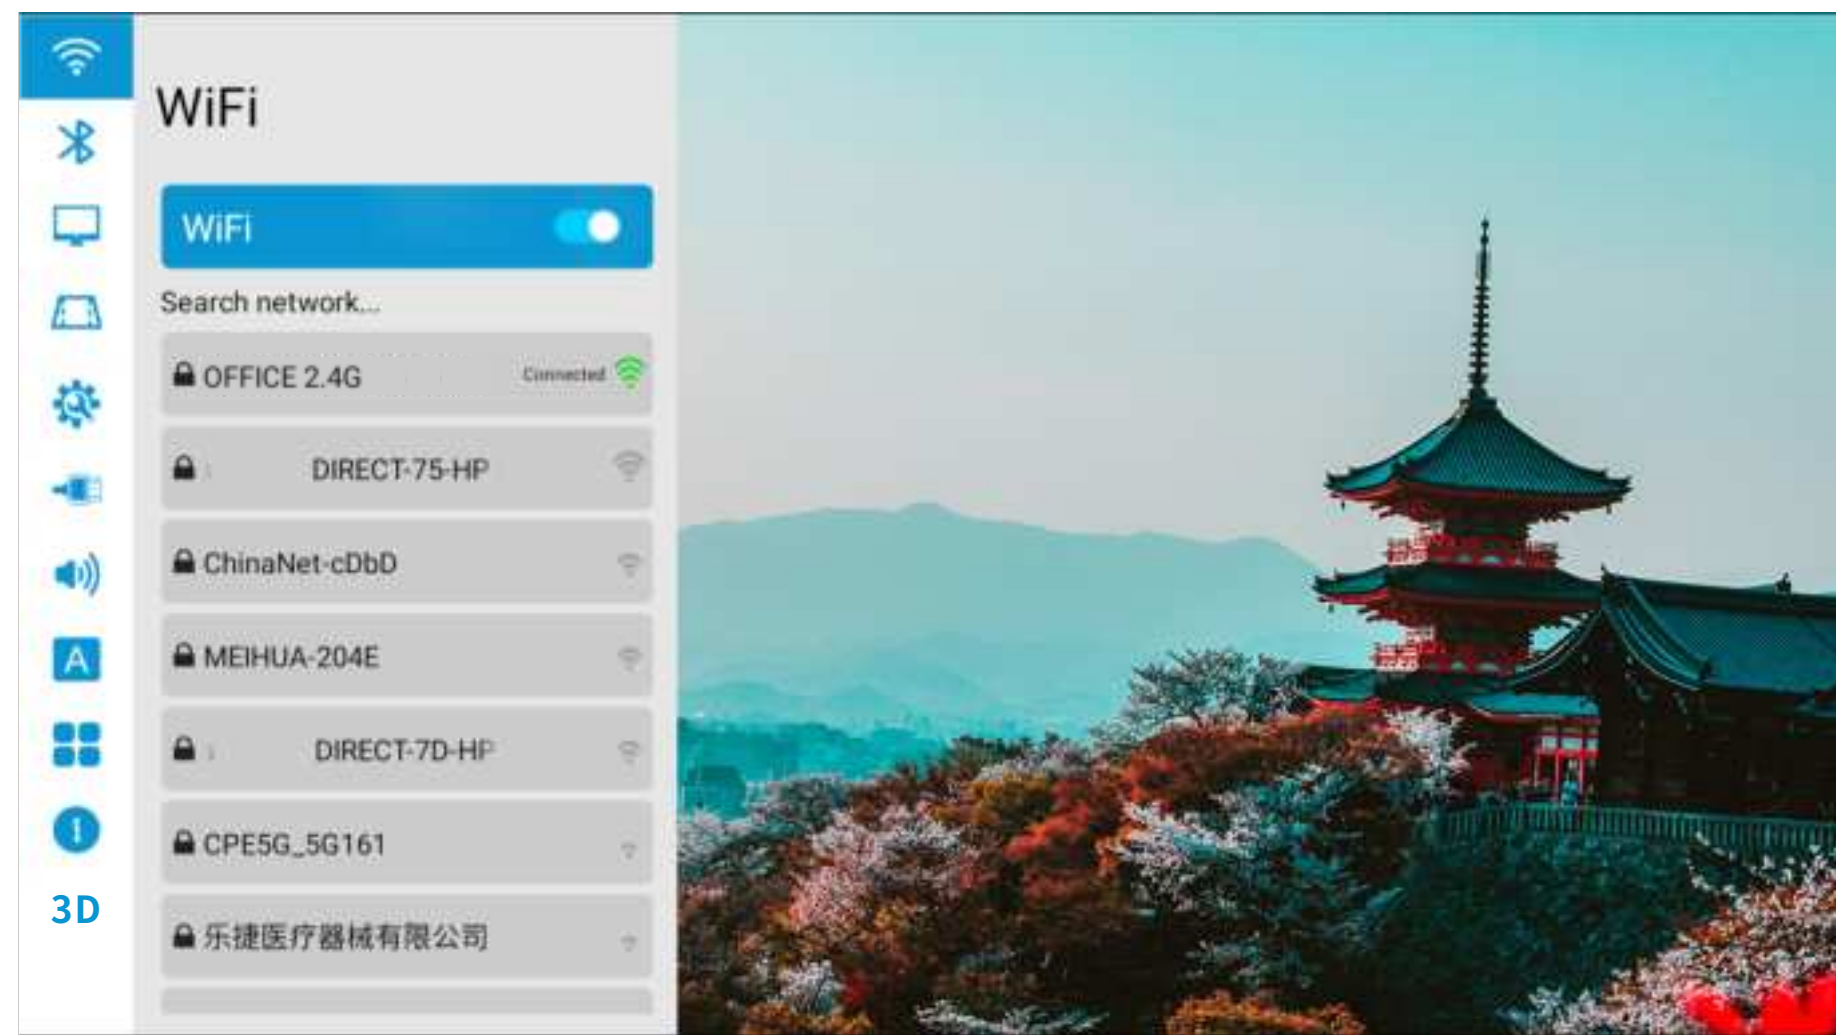 WiFi
WiFi
Search network...
OFFICE 2.4G Connected
DIRECT-75-HP
ChinaNet-cDbD
MEIHUA-204E
A
DIRECT-7D-HP
CPE5G_5G161
3D
乐捷医疗器械有限公司